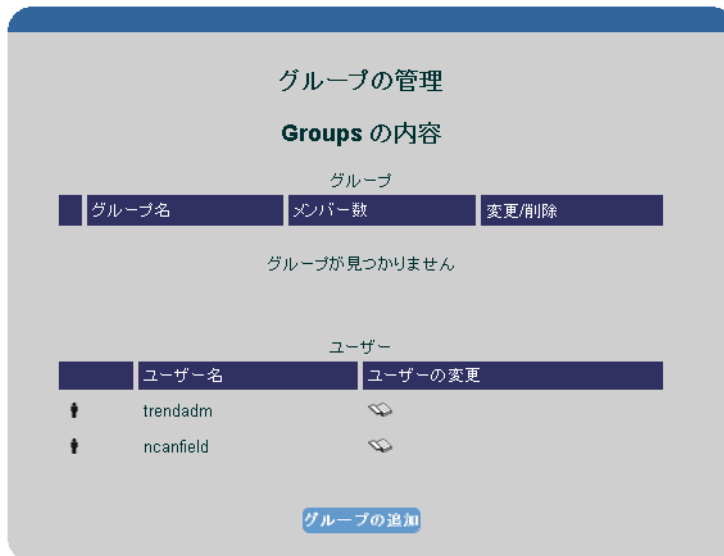 グループの管理
Groups の内容
グループ
グループ名 メンバー数 変更/削除
グループが見つかりません
ユーザー
ユーザー名 ユーザーの変更
trendadm
ncanfield
グループの追加